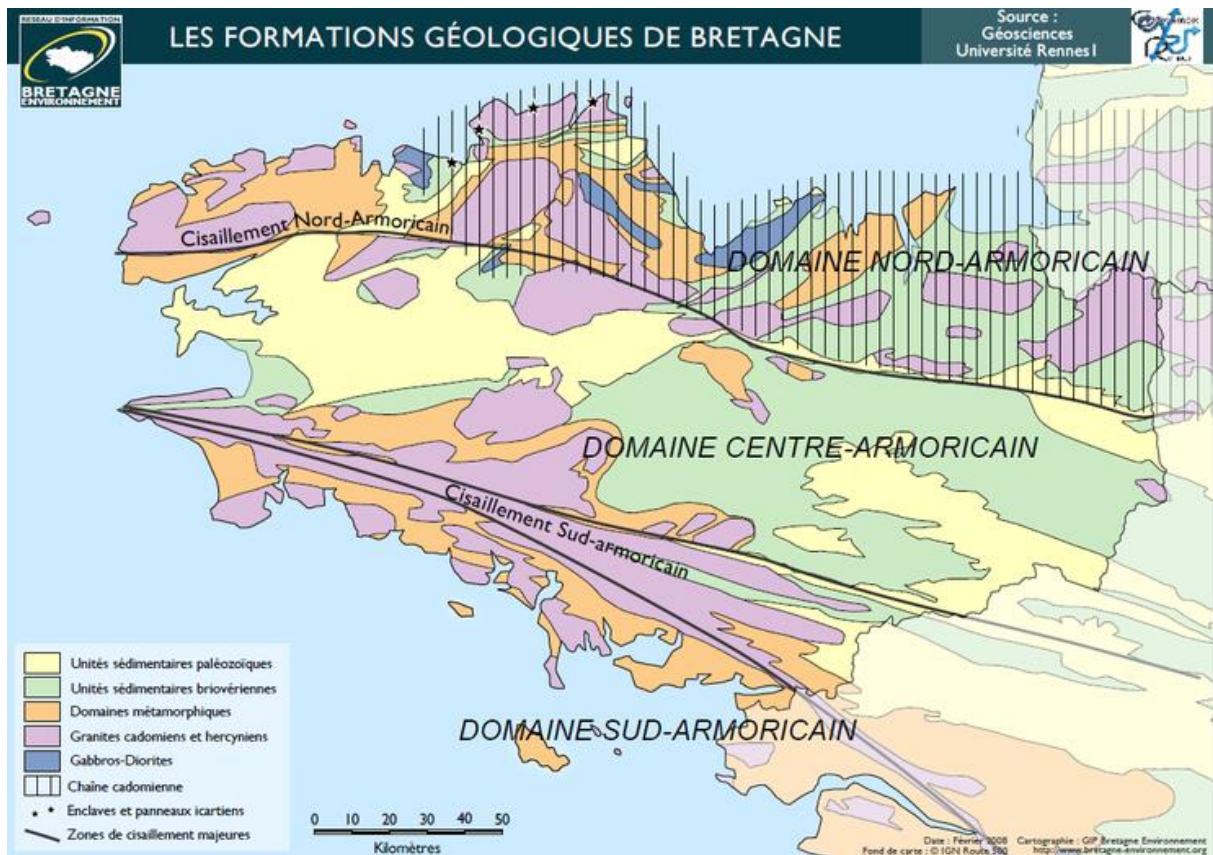 RESEAU D'INFORMATION
BRETAGNE
ENVIRONNEMENT
LES FORMATIONS GÉOLOGIQUES DE BRETAGNE
Source :
Géosciences
Université Rennes I
Cisaillement Nord-Armoricain
DOMAINE NORD-ARMORICAIN
DOMAINE CENTRE-ARMORICAIN
Cisaillement Sud-armoricain
DOMAINE SUD-ARMORICAIN
Unités sédimentaires paléozoïques
Unités sédimentaires briovériennes
Domaines métamorphiques
Granites cadomiens et hercyniens
Gabbros-Diorites
Chaîne cadomienne
Enclaves et panneaux icartiens
Zones de cisaillement majeures
0 10 20 30 40 50
Kilomètres
Date : Février 2008 Cartographie : GIP Bretagne Environnement
Fond de carte : © IGN Route 500 http://www.bretagne-environnement.org